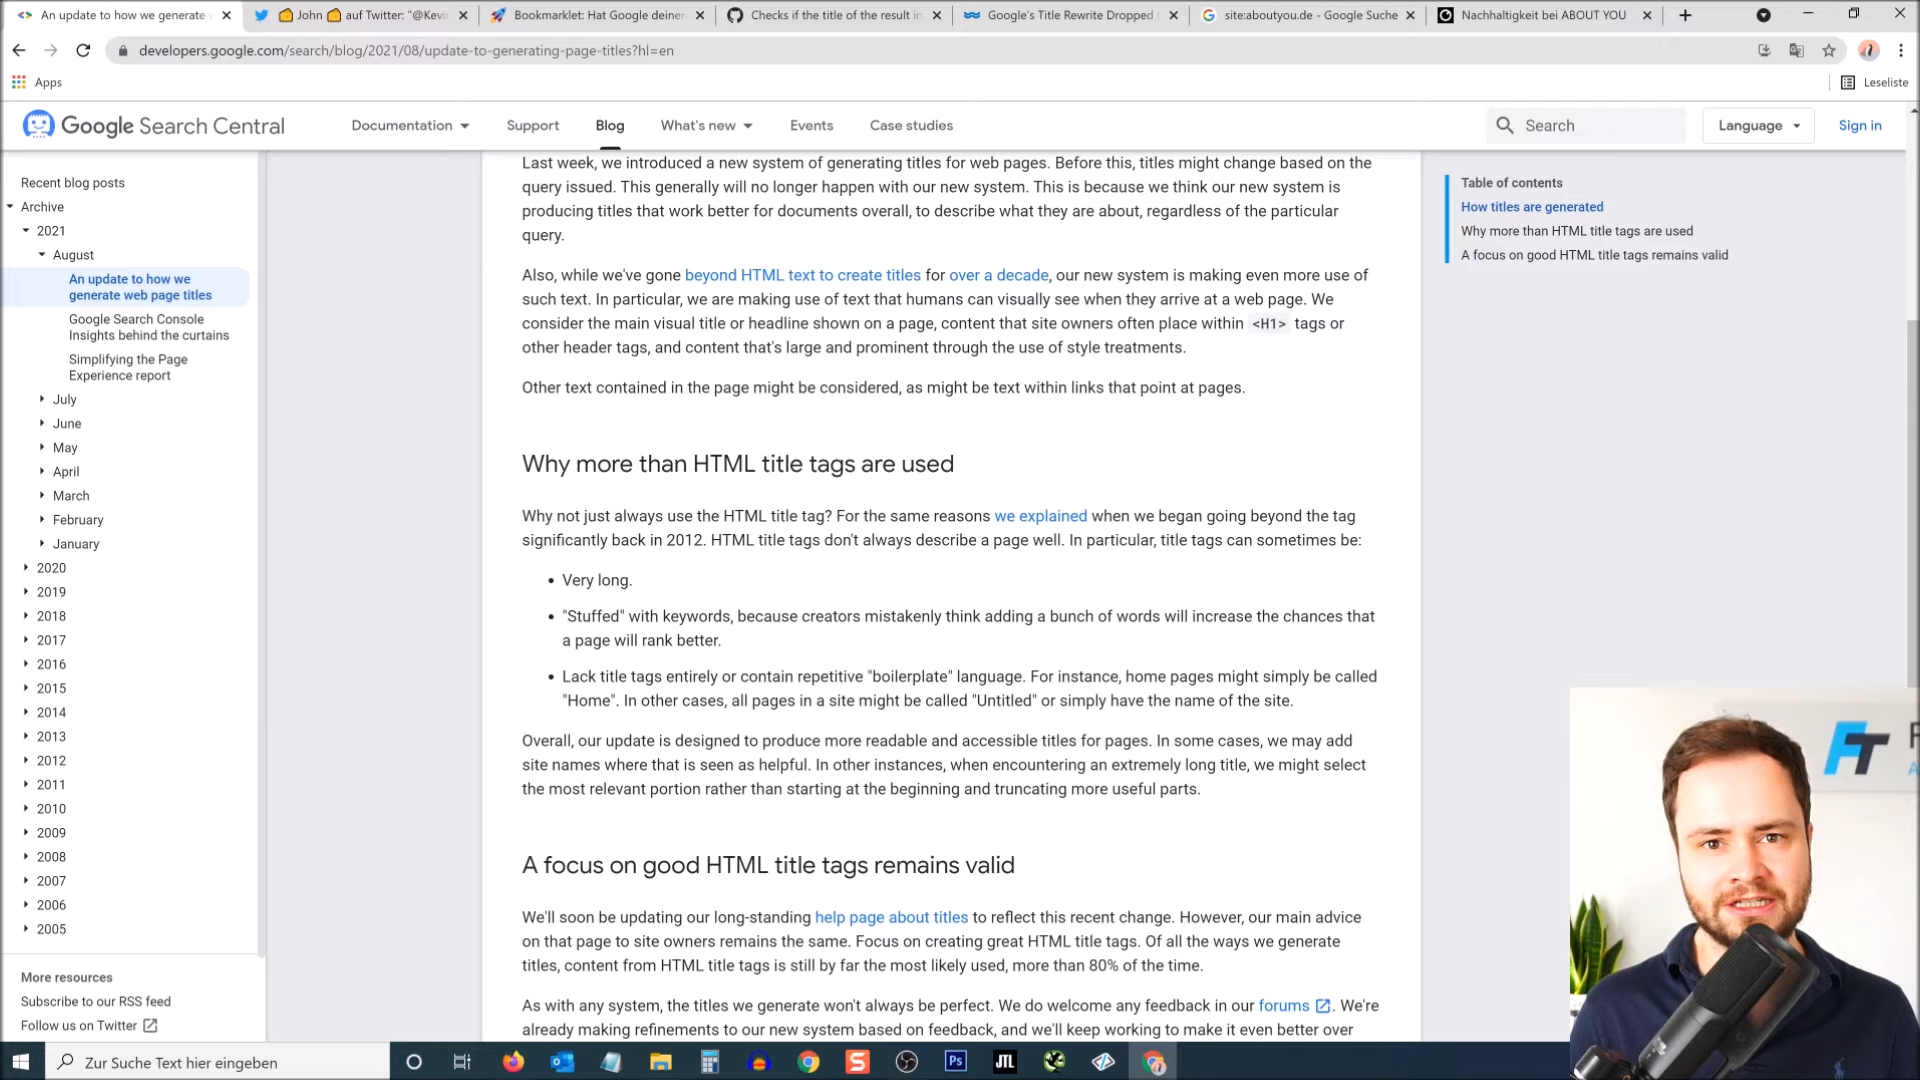 An update to how we generate
John auf Twitter: "@Kevi
Bookmarklet: Hat Google deine
Checks if the title of the result in
Google's Title Rewrite Dropped
site:aboutyou.de - Google Suche
Nachhaltigkeit bei ABOUT YOU
developers.google.com/search/blog/2021/08/update-to-generating-page-titles?hl=en
Apps
Leseliste
Google Search Central
Documentation
Support
Blog
What's new
Events
Case studies
Search
Language
Sign in
Recent blog posts
Archive
2021
August
An update to how we
generate web page titles
Google Search Console
Insights behind the curtains
Simplifying the Page
Experience report
July
June
May
April
March
February
January
2020
2019
2018
2017
2016
2015
2014
2013
2012
2011
2010
2009
2008
2007
2006
2005
More resources
Subscribe to our RSS feed
Follow us on Twitter
Last week, we introduced a new system of generating titles for web pages. Before this, titles might change based on the
query issued. This generally will no longer happen with our new system. This is because we think our new system is
producing titles that work better for documents overall, to describe what they are about, regardless of the particular
query.
Also, while we've gone beyond HTML text to create titles for over a decade, our new system is making even more use of
such text. In particular, we are making use of text that humans can visually see when they arrive at a web page. We
consider the main visual title or headline shown on a page, content that site owners often place within <H1> tags or
other header tags, and content that's large and prominent through the use of style treatments.
Other text contained in the page might be considered, as might be text within links that point at pages.
Why more than HTML title tags are used
Why not just always use the HTML title tag? For the same reasons we explained when we began going beyond the tag
significantly back in 2012. HTML title tags don't always describe a page well. In particular, title tags can sometimes be:
• Very long.
• "Stuffed" with keywords, because creators mistakenly think adding a bunch of words will increase the chances that
a page will rank better.
• Lack title tags entirely or contain repetitive "boilerplate" language. For instance, home pages might simply be called
"Home". In other cases, all pages in a site might be called "Untitled" or simply have the name of the site.
Overall, our update is designed to produce more readable and accessible titles for pages. In some cases, we may add
site names where that is seen as helpful. In other instances, when encountering an extremely long title, we might select
the most relevant portion rather than starting at the beginning and truncating more useful parts.
A focus on good HTML title tags remains valid
We'll soon be updating our long-standing help page about titles to reflect this recent change. However, our main advice
on that page to site owners remains the same. Focus on creating great HTML title tags. Of all the ways we generate
titles, content from HTML title tags is still by far the most likely used, more than 80% of the time.
As with any system, the titles we generate won't always be perfect. We do welcome any feedback in our forums. We're
already making refinements to our new system based on feedback, and we'll keep working to make it even better over
Table of contents
How titles are generated
Why more than HTML title tags are used
A focus on good HTML title tags remains valid
FT
Zur Suche Text hier eingeben
S
Ps
JTL